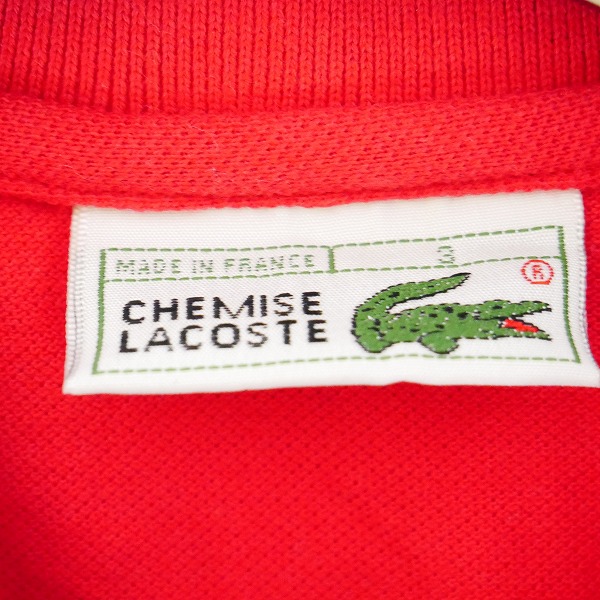 MADE IN FRANCE 3
®
CHEMISE
LACOSTE